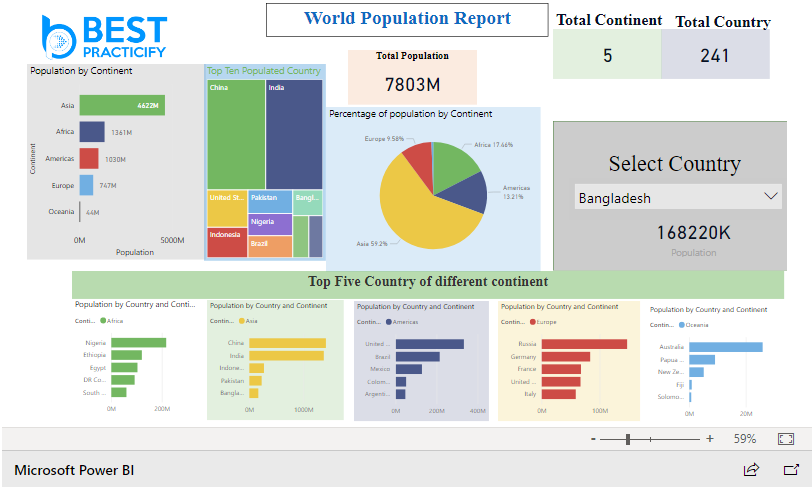 BEST
PRACTICIFY
World Population Report
Total Continent
5
Total Country
241
Total Population
7803M
Population by Continent
Continent
Asia
4622M
Africa
1361M
Americas
1030M
Europe
747M
Oceania
44M
0M
5000M
Population
Top Ten Populated Country
China
India
United St...
Pakistan
Bangl...
Nigeria
Indonesia
Brazil
Percentage of population by Continent
Europe 9.58%
Africa 17.44%
Americas
13.21%
Asia 59.2%
Select Country
Bangladesh
168220K
Population
Top Five Country of different continent
Population by Country and Conti...
Conti... Africa
Nigeria
Ethiopia
Egypt
DR Co...
South ...
0M
200M
Population by Country and Continent
Contin... Asia
China
India
Indone...
Pakistan
Bangla...
0M
1000M
Population by Country and Continent
Contin... Americas
United ...
Brazil
Mexico
Colom...
Argenti...
0M
200M
400M
Population by Country and Continent
Contin... Europe
Russia
Germany
France
United ...
Italy
0M
100M
Population by Country and Continent
Contin... Oceania
Australia
Papua ...
New Ze...
Fiji
Solomo...
0M
20M
- +
59%
Microsoft Power BI